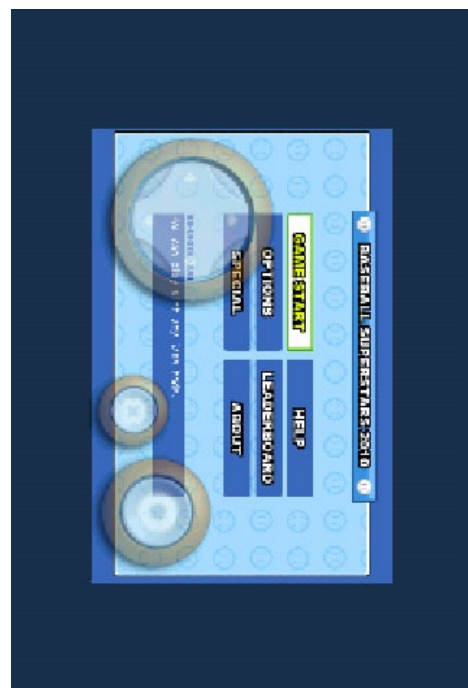 BASEBALL SUPERSTARS 2010
GAME START
HELP
OPTIONS
LEADERBOARD
SPECIAL
ABOUT